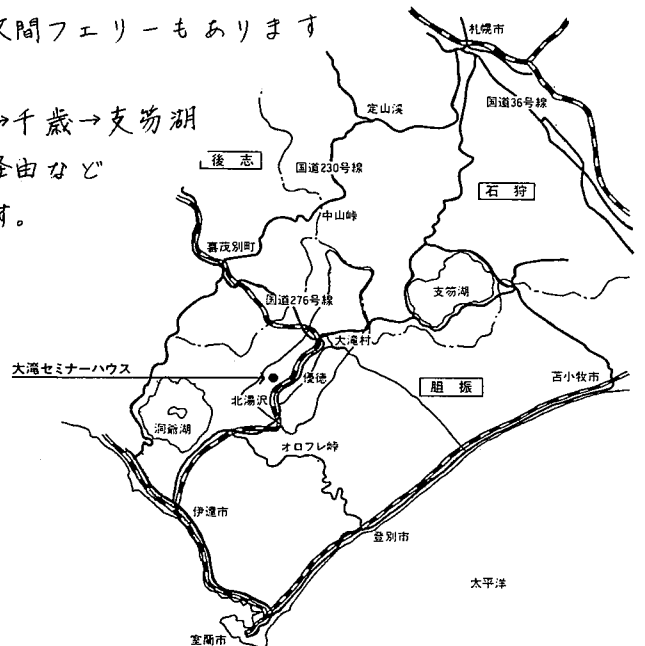 間フェリーもあります
→千歳→支笏湖
経由など
す。
札幌市
定山渓
国道36号線
後志
国道230号線
石狩
中山峠
喜茂別町
支笏湖
国道276号線
大滝村
大滝セミナーハウス
優徳
胆振
苫小牧市
北湯沢
洞爺湖
オロフレ峠
伊達市
登別市
太平洋
室蘭市